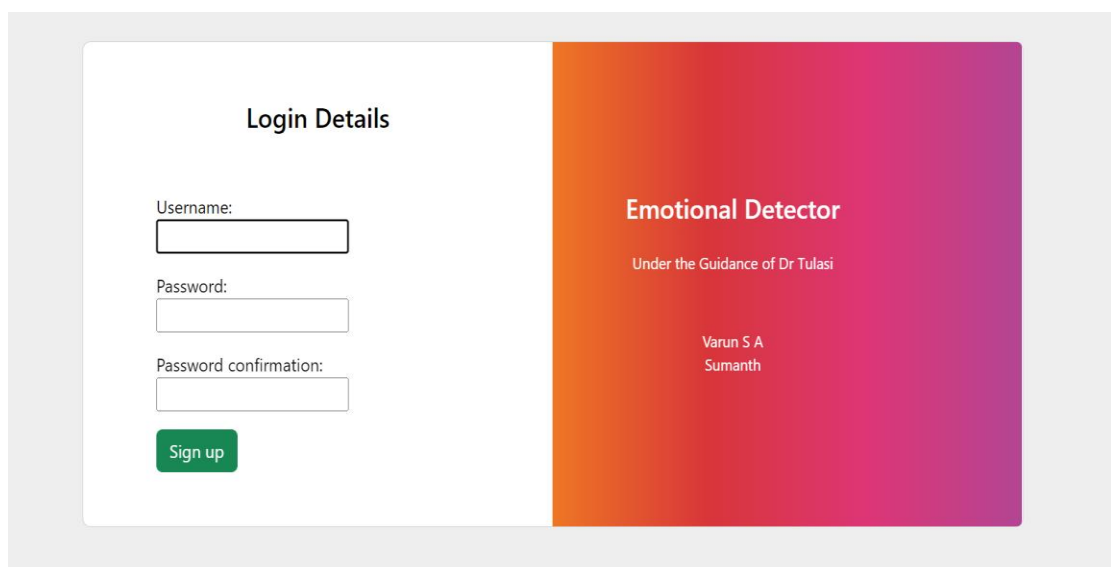 Login Details
Username:
Password:
Password confirmation:
Sign up
Emotional Detector
Under the Guidance of Dr Tulasi
Varun S A
Sumanth